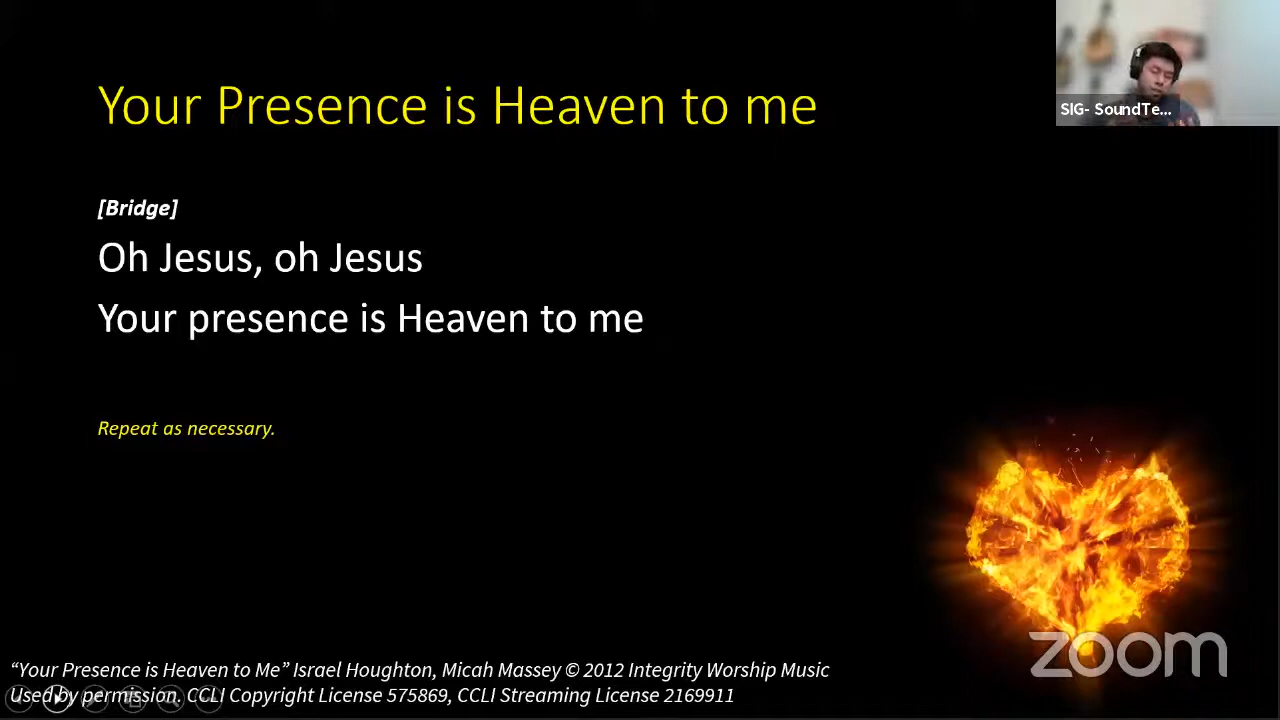 Your Presence is Heaven to me
SIG- SoundTe...
[Bridge]
Oh Jesus, oh Jesus
Your presence is Heaven to me
Repeat as necessary.
zoom
“Your Presence is Heaven to Me” Israel Houghton, Micah Massey © 2012 Integrity Worship Music
Used by permission. CCLI Copyright License 575869, CCLI Streaming License 2169911